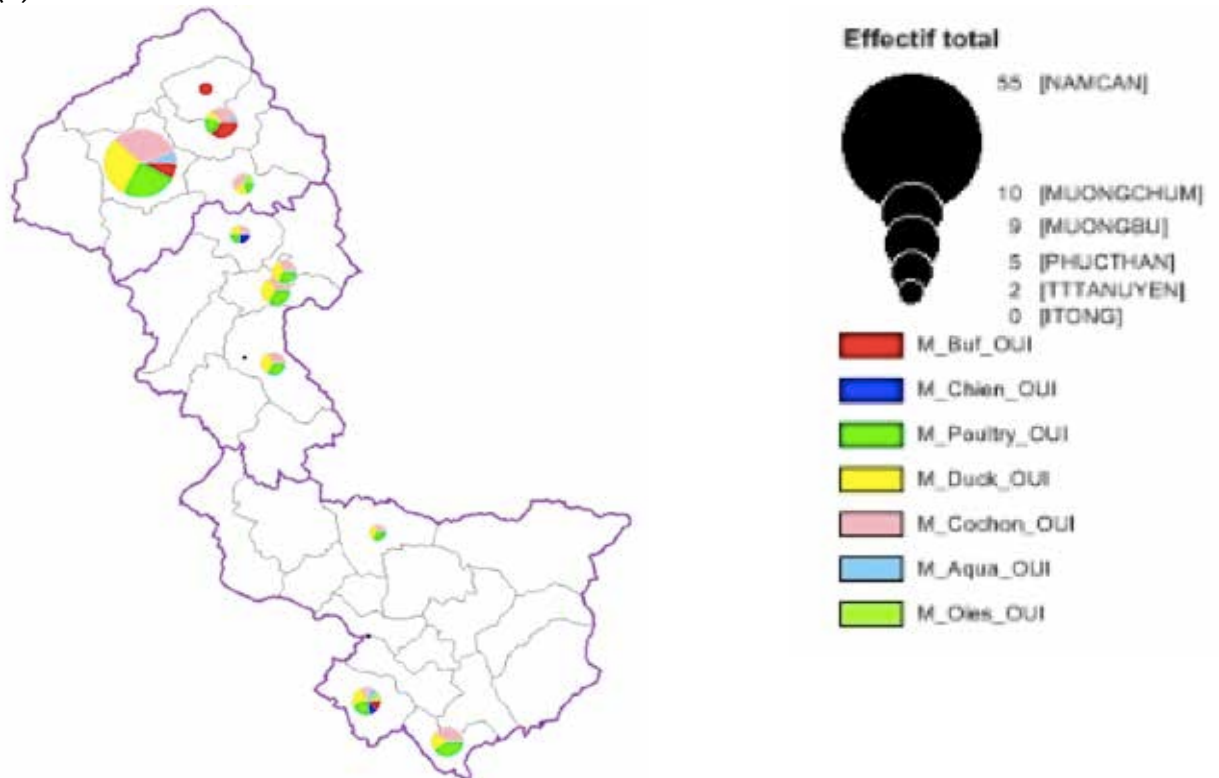 Effectif total
55 [NAMCAN]
10 [MUONGCHUM]
9 [MUONGBU]
5 [PHUCTHAN]
2 [TTTANUYEN]
0 [ITONG]
M_Buf_OUI
M_Chien_OUI
M_Poultry_OUI
M_Duck_OUI
M_Cochon_OUI
M_Aqua_OUI
M_Oies_OUI